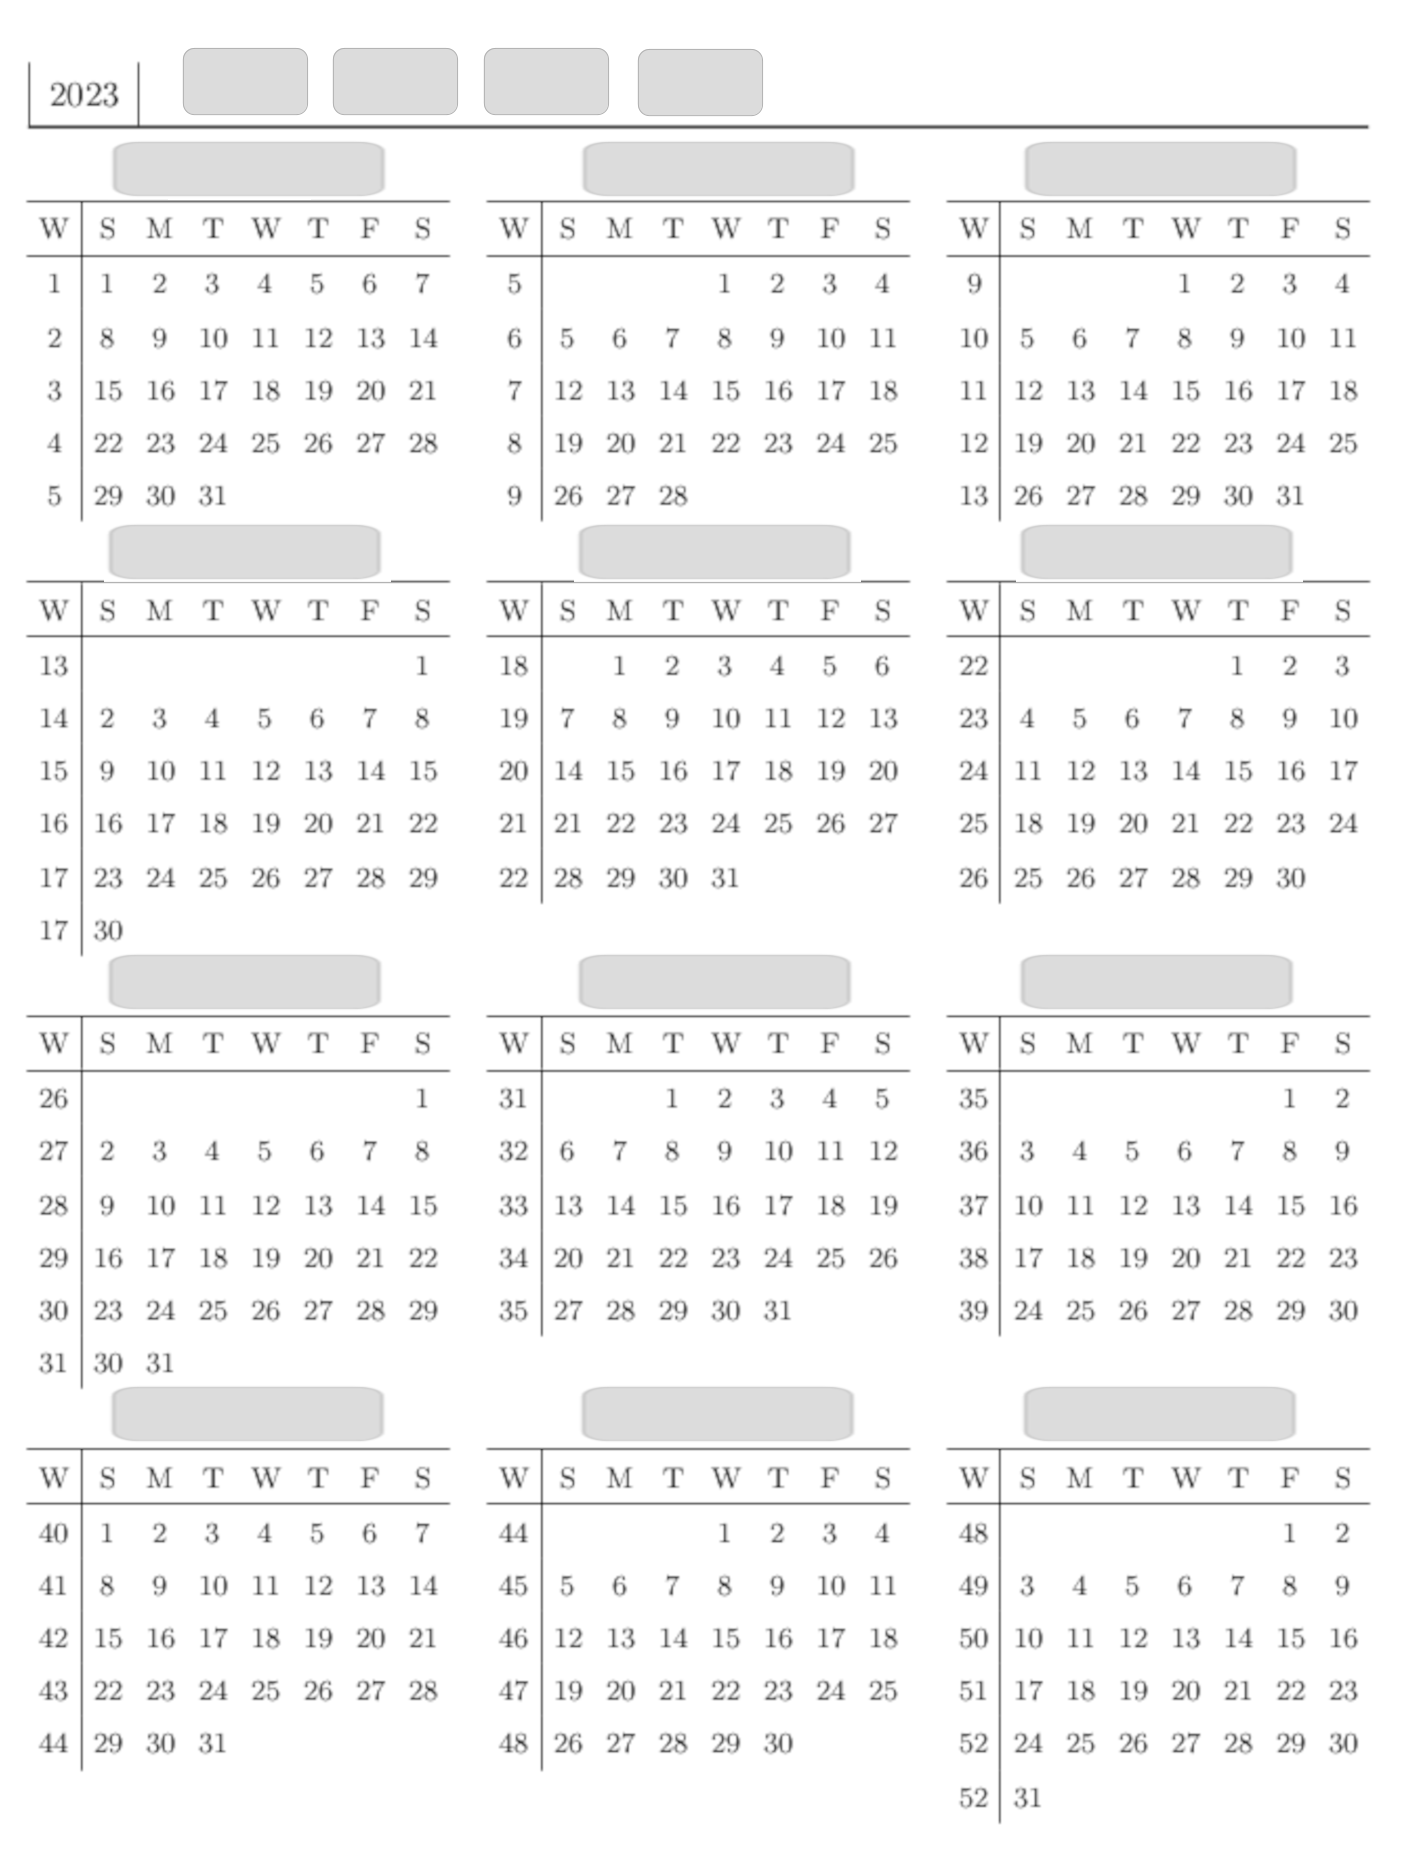 2023
W S M T W T F S
1 1 2 3 4 5 6 7
2 8 9 10 11 12 13 14
3 15 16 17 18 19 20 21
4 22 23 24 25 26 27 28
5 29 30 31
W S M T W T F S
5 1 2 3 4
6 5 6 7 8 9 10 11
7 12 13 14 15 16 17 18
8 19 20 21 22 23 24 25
9 26 27 28
W S M T W T F S
9 1 2 3 4
10 5 6 7 8 9 10 11
11 12 13 14 15 16 17 18
12 19 20 21 22 23 24 25
13 26 27 28 29 30 31
W S M T W T F S
13 1
14 2 3 4 5 6 7 8
15 9 10 11 12 13 14 15
16 16 17 18 19 20 21 22
17 23 24 25 26 27 28 29
17 30
W S M T W T F S
18 1 2 3 4 5 6
19 7 8 9 10 11 12 13
20 14 15 16 17 18 19 20
21 21 22 23 24 25 26 27
22 28 29 30 31
W S M T W T F S
22 1 2 3
23 4 5 6 7 8 9 10
24 11 12 13 14 15 16 17
25 18 19 20 21 22 23 24
26 25 26 27 28 29 30
W S M T W T F S
26 1
27 2 3 4 5 6 7 8
28 9 10 11 12 13 14 15
29 16 17 18 19 20 21 22
30 23 24 25 26 27 28 29
31 30 31
W S M T W T F S
31 1 2 3 4 5
32 6 7 8 9 10 11 12
33 13 14 15 16 17 18 19
34 20 21 22 23 24 25 26
35 27 28 29 30 31
W S M T W T F S
35 1 2
36 3 4 5 6 7 8 9
37 10 11 12 13 14 15 16
38 17 18 19 20 21 22 23
39 24 25 26 27 28 29 30
W S M T W T F S
40 1 2 3 4 5 6 7
41 8 9 10 11 12 13 14
42 15 16 17 18 19 20 21
43 22 23 24 25 26 27 28
44 29 30 31
W S M T W T F S
44 1 2 3 4
45 5 6 7 8 9 10 11
46 12 13 14 15 16 17 18
47 19 20 21 22 23 24 25
48 26 27 28 29 30
W S M T W T F S
48 1 2
49 3 4 5 6 7 8 9
50 10 11 12 13 14 15 16
51 17 18 19 20 21 22 23
52 24 25 26 27 28 29 30
52 31